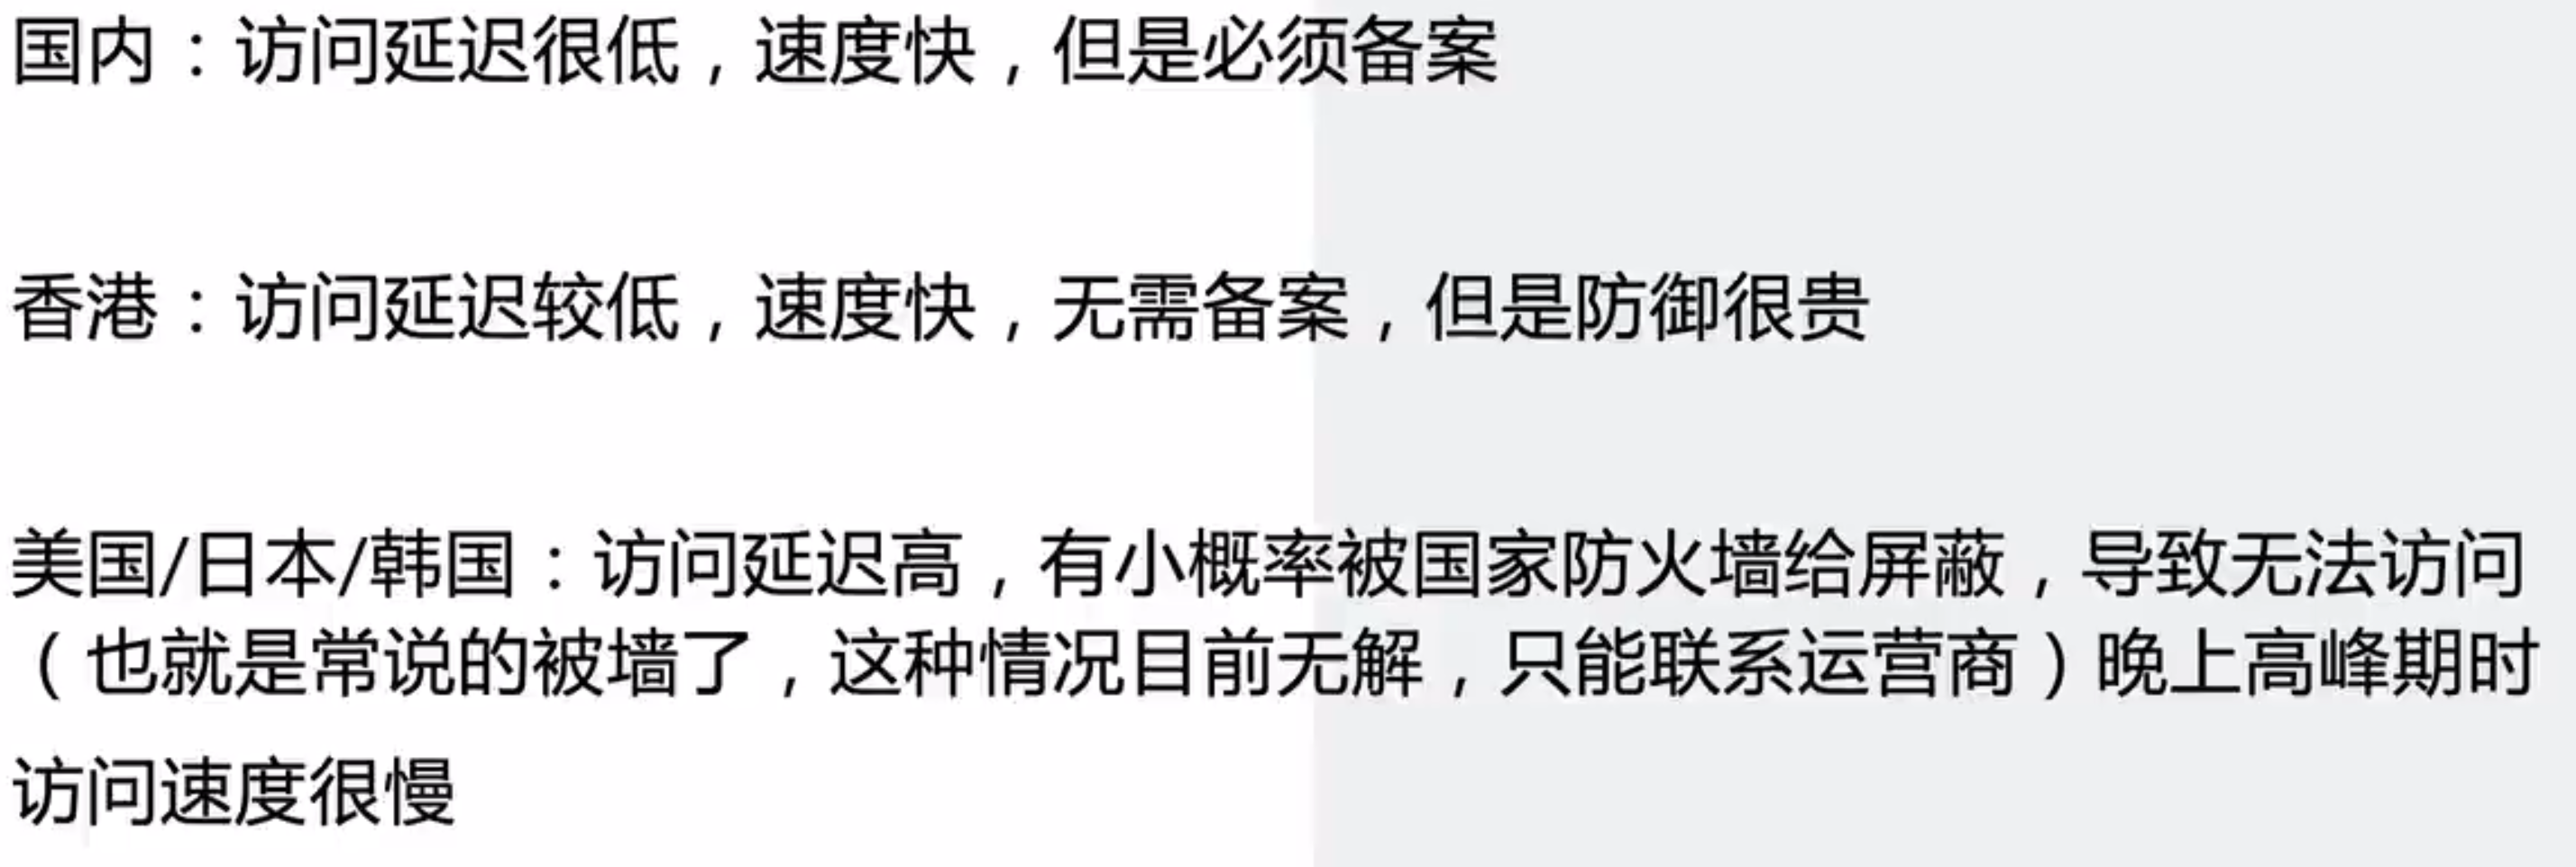 国内：访问延迟很低，速度快，但是必须备案
香港：访问延迟较低，速度快，无需备案，但是防御很贵
美国/日本/韩国：访问延迟高，有小概率被国家防火墙给屏蔽，导致无法访问
（也就是常说的被墙了，这种情况目前无解，只能联系运营商）晚上高峰期时
访问速度很慢